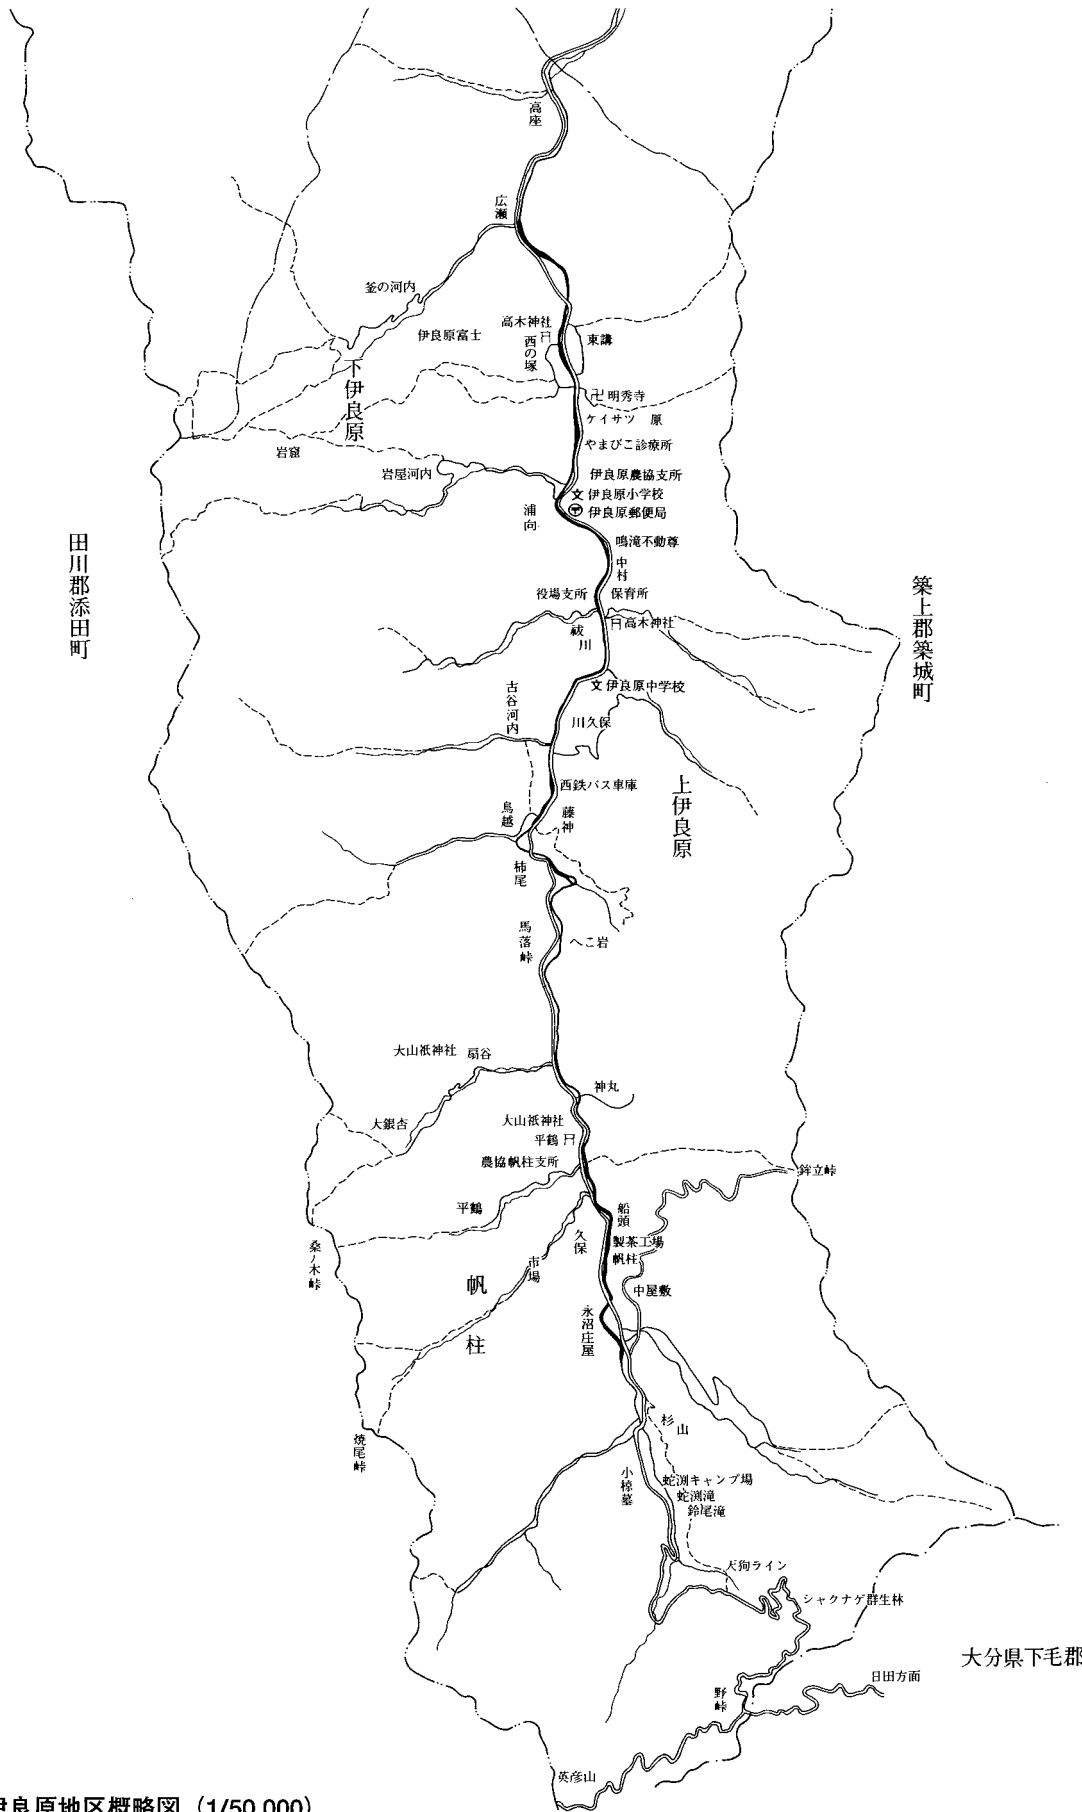 高座
広瀬
釜の河内
伊良原富士
高木神社
西の塚
東講
下伊良原
明秀寺
ケイサツ 原
やまびこ診療所
岩窟
岩屋河内
伊良原農協支所
文 伊良原小学校
〒 伊良原郵便局
浦向
鳴滝不動尊
中村
田川郡添田町
築上郡築城町
役場支所
保育所
祓川
高木神社
文 伊良原中学校
古谷河内
川久保
西鉄バス車庫
上伊良原
鳥越
藤神
柿尾
馬落峠
へこ岩
大山祇神社
扇谷
神丸
大銀杏
大山祇神社
平鶴
農協帆柱支所
鉾立峠
平鶴
船頭
久保
製茶工場
帆柱
桑ノ木峠
市場
帆柱
中屋敷
永沼庄屋
杉山
焼尾峠
小椋墓
蛇渕キャンプ場
蛇渕滝
鈴尾滝
天狗ライン
シャクナゲ群生林
大分県下毛郡
日田方面
野峠
英彦山
伊良原地区概略図 (1/50,000)